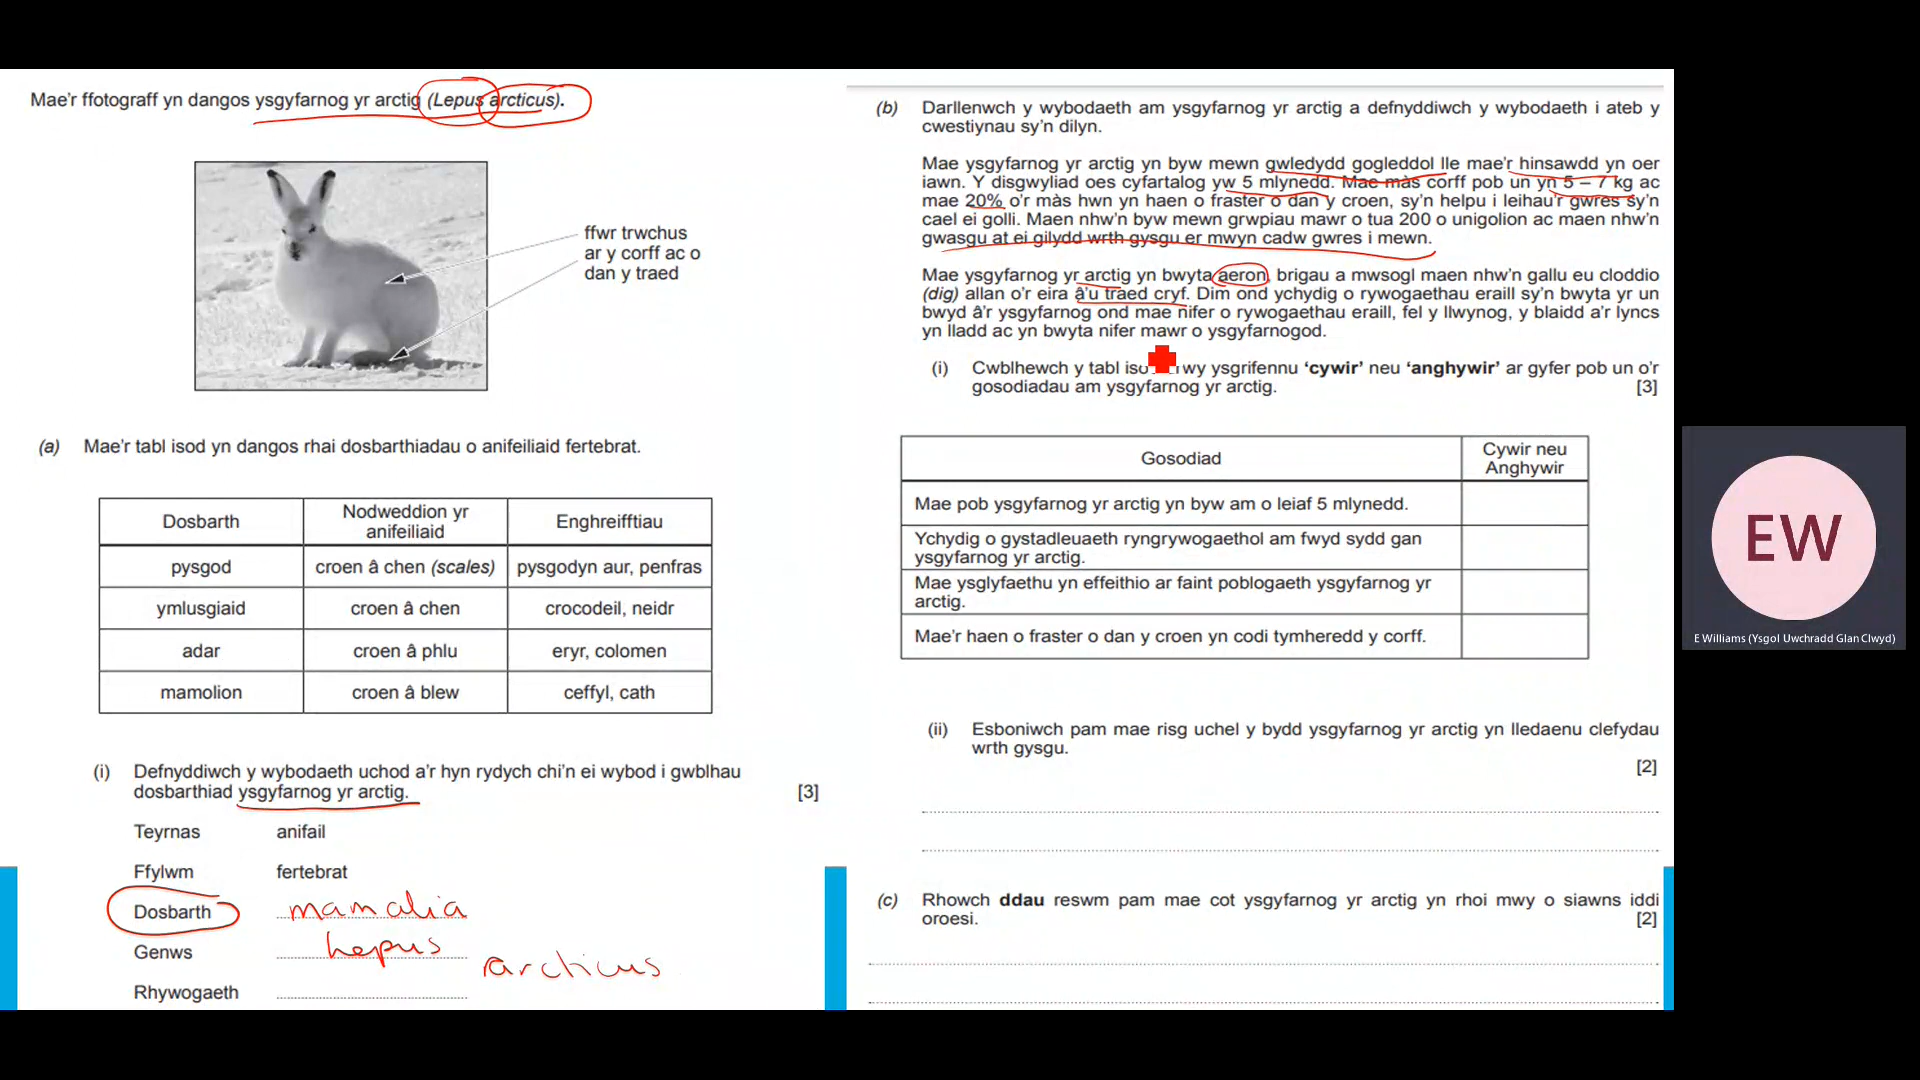 Mae'r ffotograff yn dangos ysgyfarnog yr arctig (Lepus arcticus).
ffwr trwchus
ar y corff ac o
dan y traed
(a) Mae'r tabl isod yn dangos rhai dosbarthiadau o anifeiliaid fertebrat.
Dosbarth
Nodweddion yr
anifeiliaid
Enghreifftiau
pysgod croen â chen (scales) pysgodyn aur, penfras
ymlusgiaid croen â chen crocodeil, neidr
adar croen â phlu eryr, colomen
mamolion croen â blew ceffyl, cath
(i) Defnyddiwch y wybodaeth uchod a'r hyn rydych chi'n ei wybod i gwblhau
dosbarthiad ysgyfarnog yr arctig. [3]
Teyrnas anifail
Ffylwm fertebrat
Dosbarth mamalia
Genws hepus
arcticus
Rhywogaeth
(b) Darllenwch y wybodaeth am ysgyfarnog yr arctig a defnyddiwch y wybodaeth i ateb y
cwestiynau sy'n dilyn.
Mae ysgyfarnog yr arctig yn byw mewn gwledydd gogleddol lle mae'r hinsawdd yn oer
iawn. Y disgwyliad oes cyfartalog yw 5 mlynedd. Mae màs corff pob un yn 5 – 7 kg ac
mae 20% o'r màs hwn yn haen o fraster o dan y croen, sy'n helpu i leihau'r gwres sy'n
cael ei golli. Maen nhw'n byw mewn grwpiau mawr o tua 200 o unigolion ac maen nhw'n
gwasgu at ei gilydd wrth gysgu er mwyn cadw gwres i mewn.
Mae ysgyfarnog yr arctig yn bwyta aeron, brigau a mwsogl maen nhw'n gallu eu cloddio
(dig) allan o'r eira â'u traed cryf. Dim ond ychydig o rywogaethau eraill sy'n bwyta yr un
bwyd â'r ysgyfarnog ond mae nifer o rywogaethau eraill, fel y llwynog, y blaidd a'r lyncs
yn lladd ac yn bwyta nifer mawr o ysgyfarnogod.
(i) Cwblhewch y tabl iso wy ysgrifennu 'cywir' neu 'anghywir' ar gyfer pob un o'r
gosodiadau am ysgyfarnog yr arctig. [3]
Gosodiad
Cywir neu
Anghywir
Mae pob ysgyfarnog yr arctig yn byw am o leiaf 5 mlynedd.
Ychydig o gystadleuaeth ryngrywogaethol am fwyd sydd gan
ysgyfarnog yr arctig.
Mae ysglyfaethu yn effeithio ar faint poblogaeth ysgyfarnog yr
arctig.
Mae'r haen o fraster o dan y croen yn codi tymheredd y corff.
(ii) Esboniwch pam mae risg uchel y bydd ysgyfarnog yr arctig yn lledaenu clefydau
wrth gysgu.
[2]
(c) Rhowch ddau reswm pam mae cot ysgyfarnog yr arctig yn rhoi mwy o siawns iddi
oroesi. [2]
EW
E Williams (Ysgol Uwchradd Glan Clwyd)